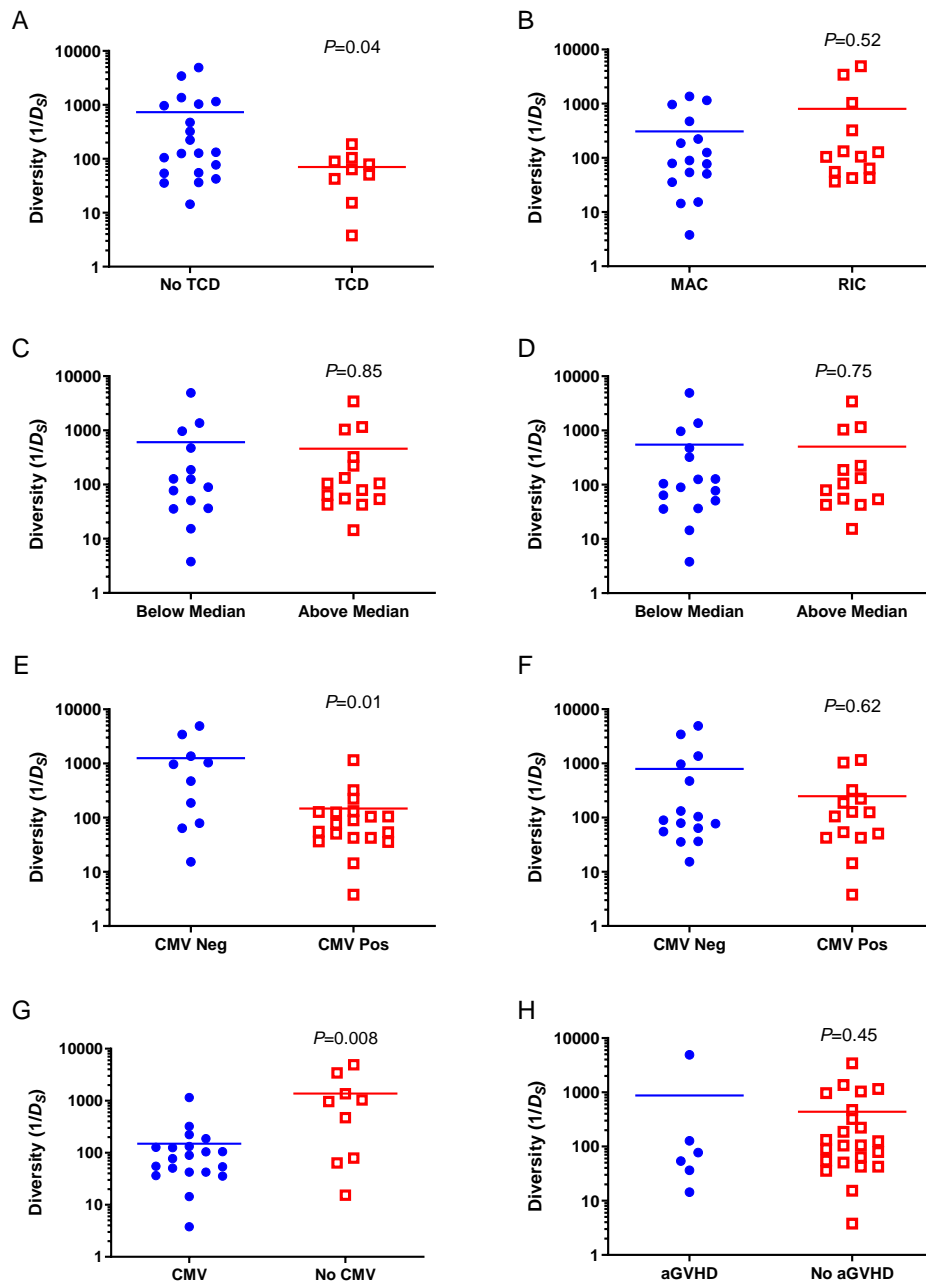 A
P=0.04
Diversity (1/DS)
10000
1000
100
10
1
No TCD TCD
B
P=0.52
Diversity (1/DS)
10000
1000
100
10
1
MAC RIC
C
P=0.85
Diversity (1/DS)
10000
1000
100
10
1
Below Median Above Median
D
P=0.75
Diversity (1/DS)
10000
1000
100
10
1
Below Median Above Median
E
P=0.01
Diversity (1/DS)
10000
1000
100
10
1
CMV Neg CMV Pos
F
P=0.62
Diversity (1/DS)
10000
1000
100
10
1
CMV Neg CMV Pos
G
P=0.008
Diversity (1/DS)
10000
1000
100
10
1
CMV No CMV
H
P=0.45
Diversity (1/DS)
10000
1000
100
10
1
aGVHD No aGVHD